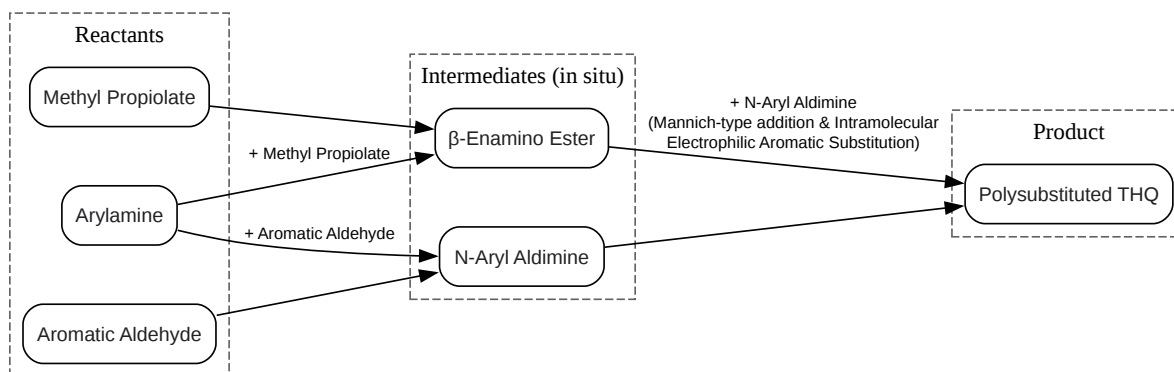 Reactants
Methyl Propiolate
Arylamine
Aromatic Aldehyde
+ Methyl Propiolate
+ Aromatic Aldehyde
Intermediates (in situ)
β-Enamino Ester
N-Aryl Aldimine
+ N-Aryl Aldimine
(Mannich-type addition & Intramolecular
Electrophilic Aromatic Substitution)
Product
Polysubstituted THQ